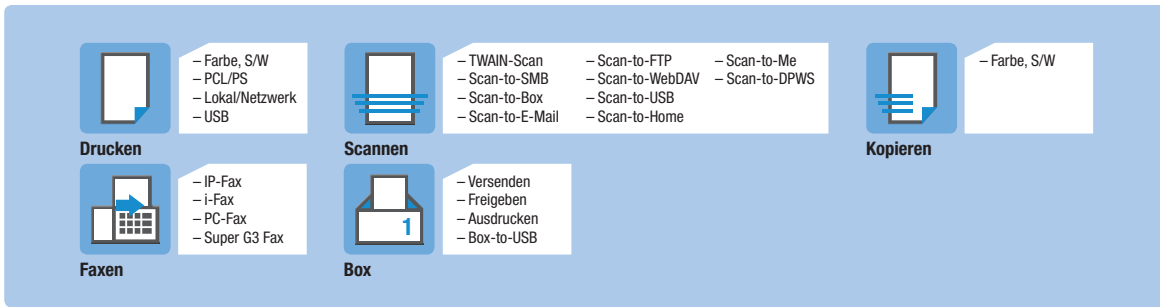 – Farbe, S/W
– PCL/PS
– Lokal/Netzwerk
– USB
Drucken
– TWAIN-Scan
– Scan-to-SMB
– Scan-to-Box
– Scan-to-E-Mail
– Scan-to-FTP
– Scan-to-WebDAV
– Scan-to-USB
– Scan-to-Home
– Scan-to-Me
– Scan-to-DPWS
Scannen
– Farbe, S/W
Kopieren
– IP-Fax
– i-Fax
– PC-Fax
– Super G3 Fax
Faxen
1
– Versenden
– Freigeben
– Ausdrucken
– Box-to-USB
Box